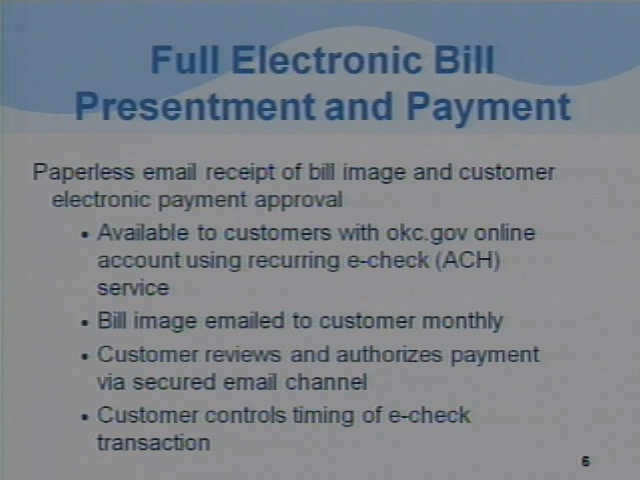 Full Electronic Bill
Presentment and Payment
Paperless email receipt of bill image and customer
electronic payment approval
• Available to customers with okc.gov online
account using recurring e-check (ACH)
service
• Bill image emailed to customer monthly
• Customer reviews and authorizes payment
via secured email channel
• Customer controls timing of e-check
transaction
6